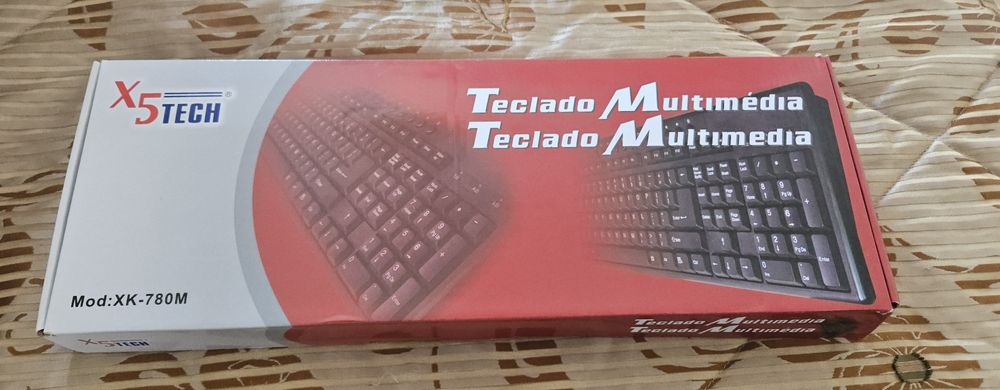 X5TECH®
Teclado Multimédia
Teclado Multimedia
Mod:XK-780M
X5TECH
Teclado Multimédia
Teclado Multimedia